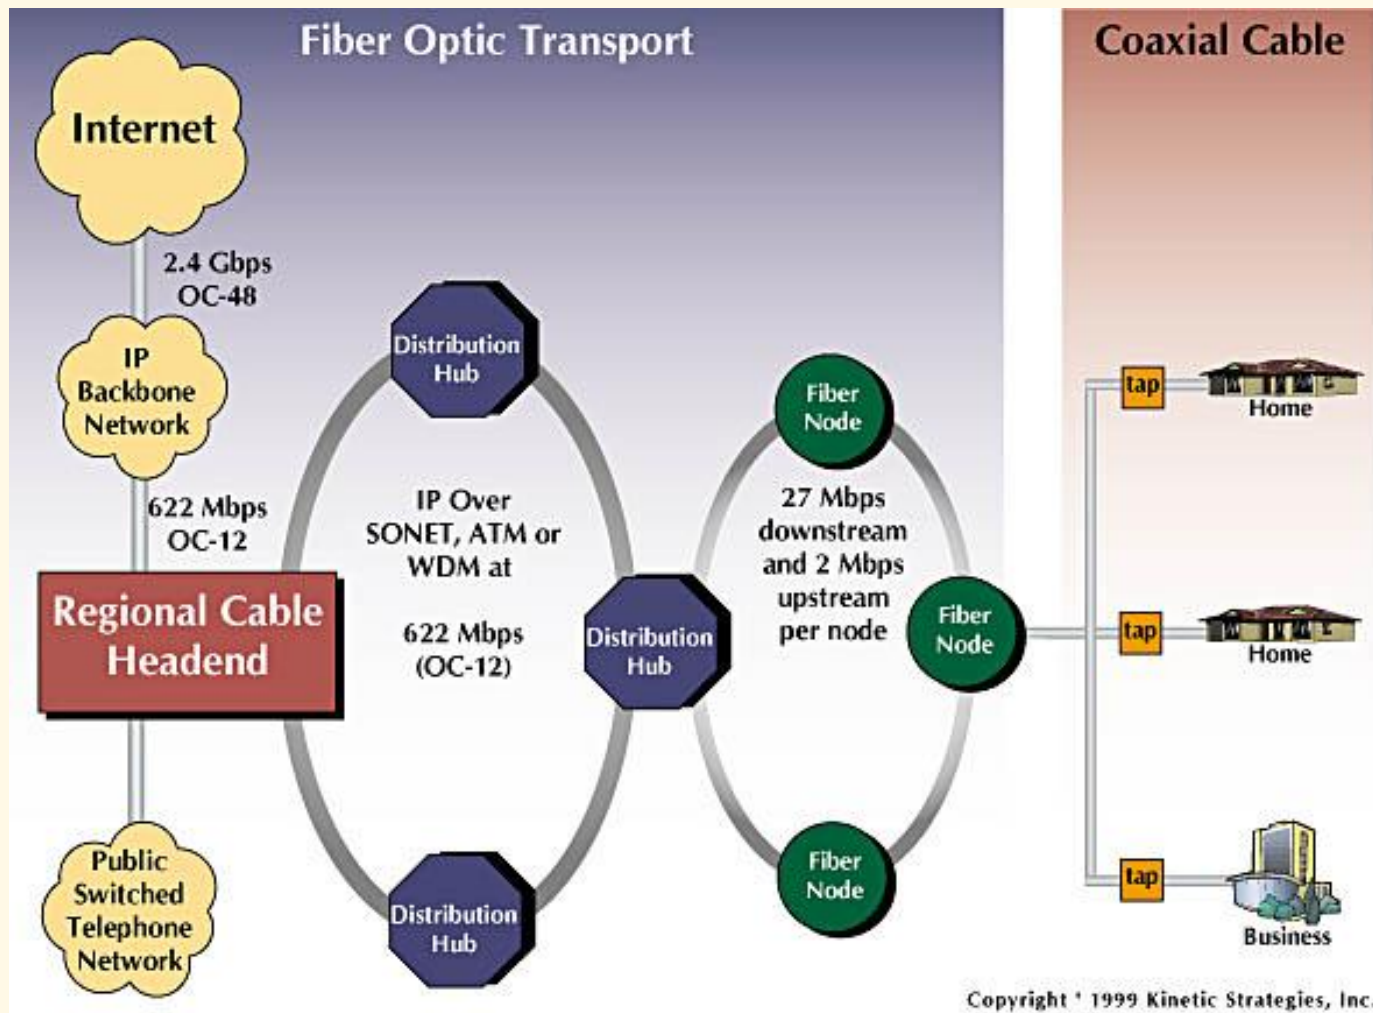 Fiber Optic Transport
Coaxial Cable
Internet
2.4 Gbps
OC-48
IP
Backbone
Network
622 Mbps
OC-12
Regional Cable
Headend
Public
Switched
Telephone
Network
Distribution
Hub
IP Over
SONET, ATM or
WDM at
622 Mbps
(OC-12)
Distribution
Hub
Distribution
Hub
Fiber
Node
27 Mbps
downstream
and 2 Mbps
upstream
per node
Fiber
Node
Fiber
Node
tap
Home
tap
Home
tap
Business
Copyright ' 1999 Kinetic Strategies, Inc.